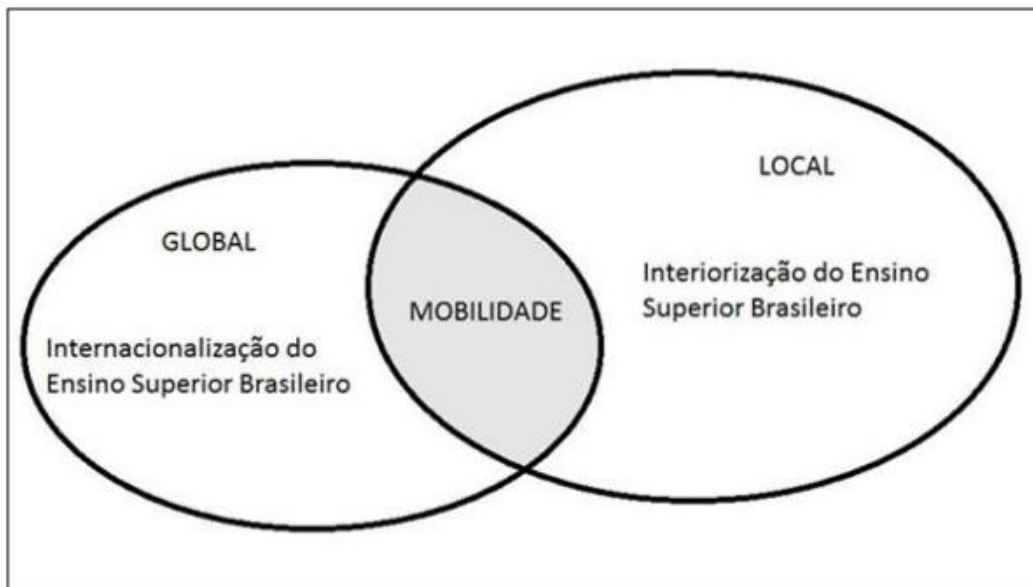 LOCAL
GLOBAL
Interiorização do Ensino
Superior Brasileiro
MOBILIDADE
Internacionalização do
Ensino Superior Brasileiro